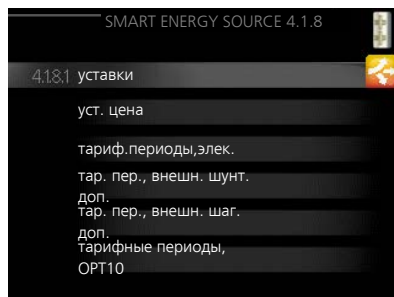 SMART ENERGY SOURCE 4.1.8
4.1.8.1 уставки
уст. цена
тариф.периоды,элек.
тар. пер., внешн. шунт.
доп.
тар. пер., внешн. шаг.
доп.
тарифные периоды,
OPT10